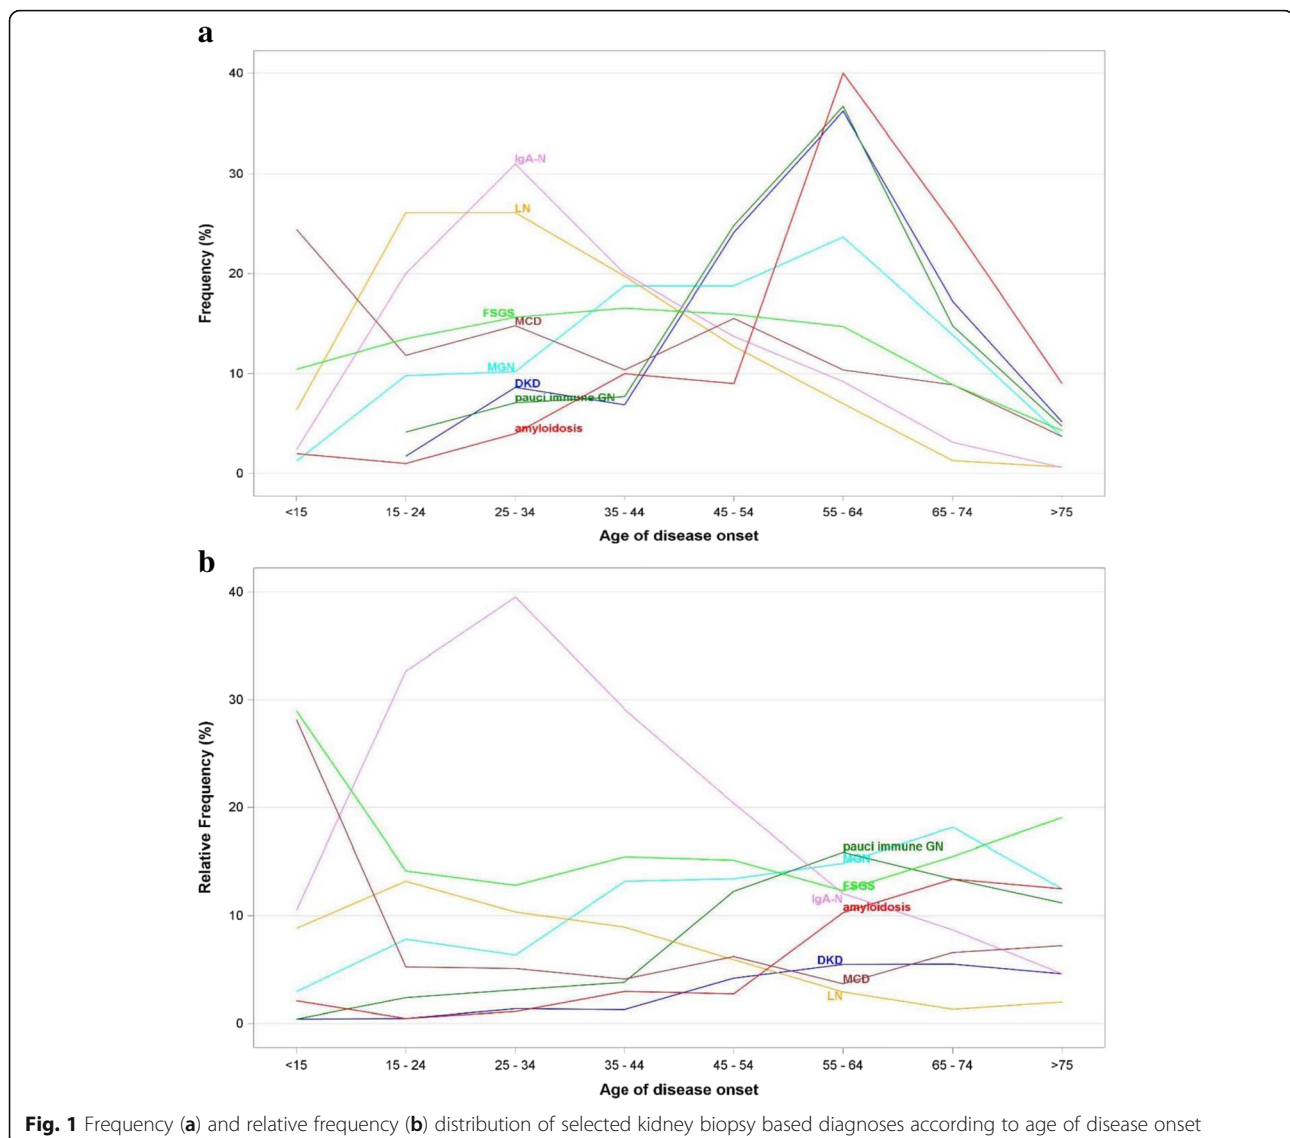 a
40
30
20
10
0
Frequency (%)
IgA-N
LN
FSGS
MCD
MGN
DKD
pauci immune GN
amyloidosis
<15 15 - 24 25 - 34 35 - 44 45 - 54 55 - 64 65 - 74 >75
Age of disease onset
b
40
30
20
10
0
Relative Frequency (%)
pauci immune GN
MGN
FSGS
IgA-N
amyloidosis
DKD
MCD
LN
<15 15 - 24 25 - 34 35 - 44 45 - 54 55 - 64 65 - 74 >75
Age of disease onset
Fig. 1 Frequency (a) and relative frequency (b) distribution of selected kidney biopsy based diagnoses according to age of disease onset